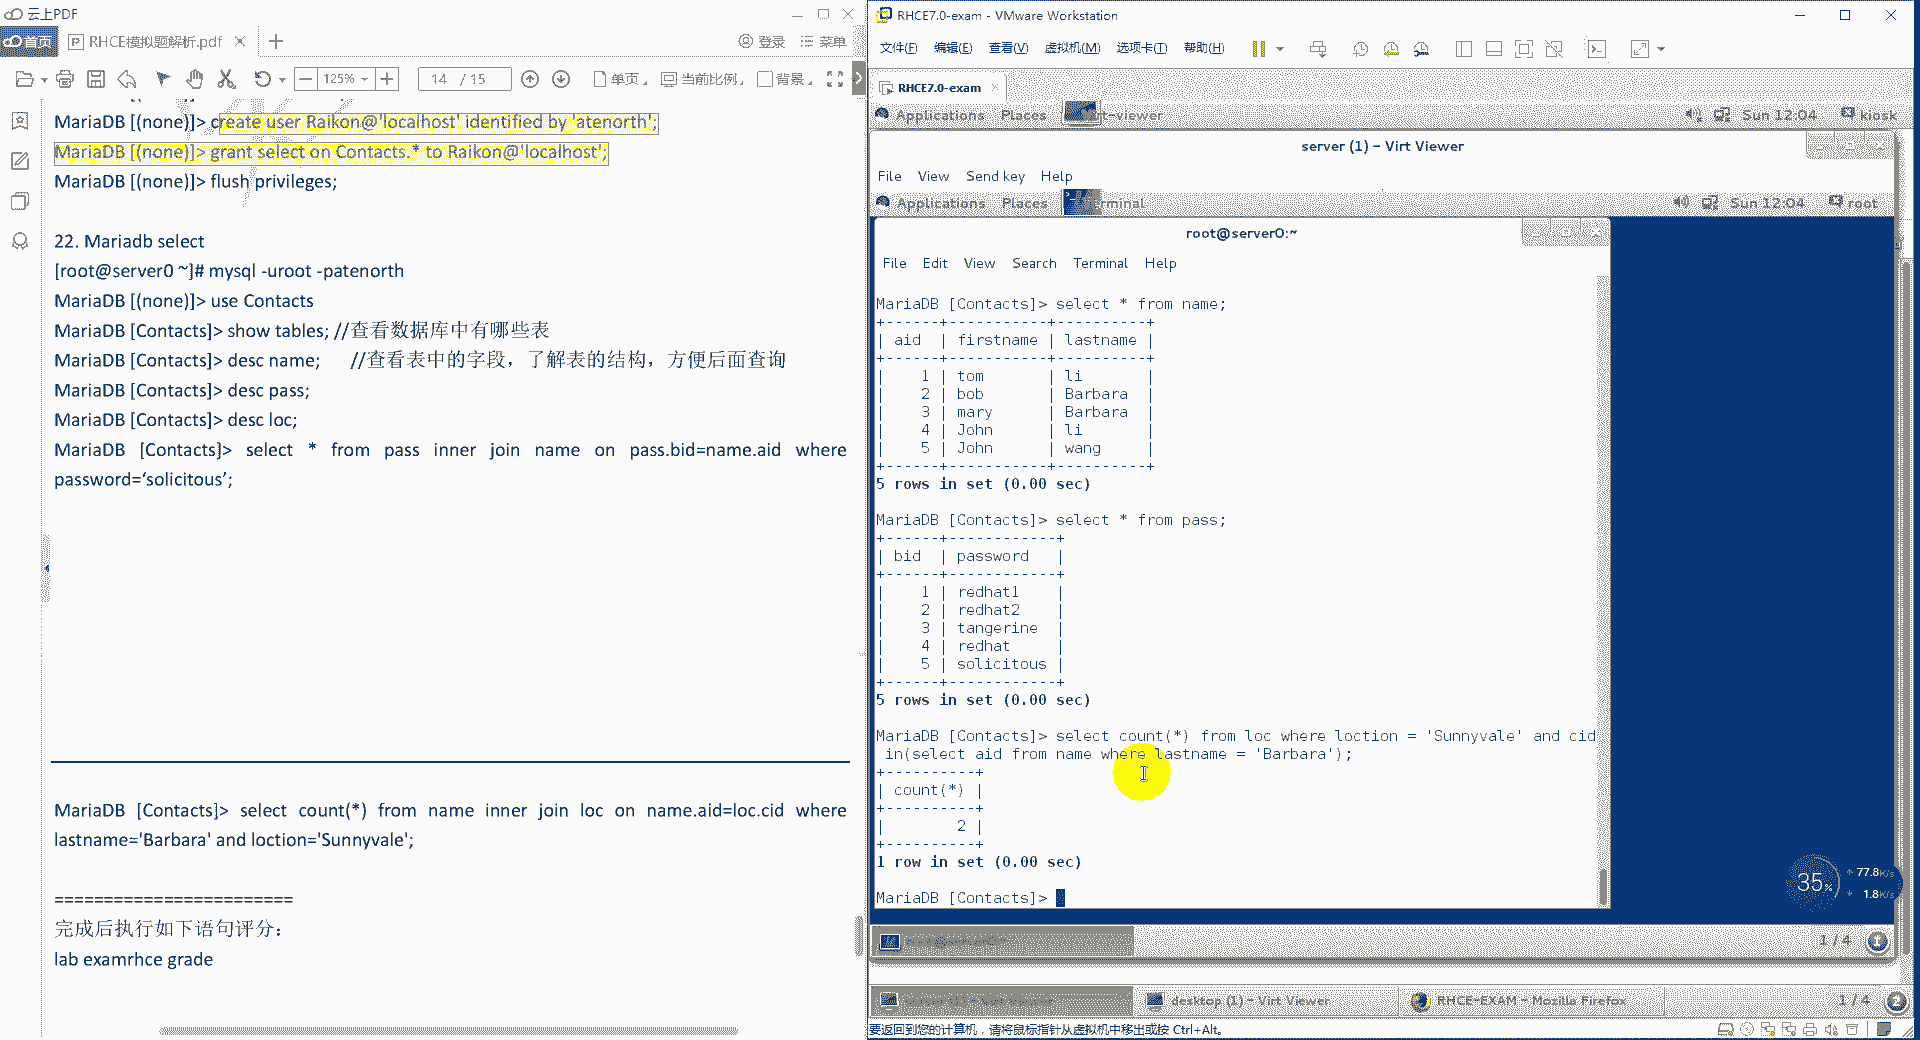 云上PDF
首页
RHCE模拟题解析.pdf
登录
菜单
125%
14 / 15
单页
当前比例
背景
MariaDB [(none)]> create user Raikon@'localhost' identified by 'atenorth';
MariaDB [(none)]> grant select on Contacts.* to Raikon@'localhost';
MariaDB [(none)]> flush privileges;
22. Mariadb select
[root@server0 ~]# mysql -uroot -patenorth
MariaDB [(none)]> use Contacts
MariaDB [Contacts]> show tables; //查看数据库中有哪些表
MariaDB [Contacts]> desc name; //查看表中的字段，了解表的结构，方便后面查询
MariaDB [Contacts]> desc pass;
MariaDB [Contacts]> desc loc;
MariaDB [Contacts]> select * from pass inner join name on pass.bid=name.aid where
password=‘solicitous’;
MariaDB [Contacts]> select count(*) from name inner join loc on name.aid=loc.cid where
lastname='Barbara' and loction='Sunnyvale';
========================
完成后执行如下语句评分：
lab examrhce grade
RHCE7.0-exam - VMware Workstation
文件(F) 编辑(E) 查看(V) 虚拟机(M) 选项卡(T) 帮助(H)
RHCE7.0-exam
Applications Places virt-viewer Sun 12:04 kiosk
server (1) – Virt Viewer
File View Send key Help
Applications Places Terminal Sun 12:04 root
root@server0:~
File Edit View Search Terminal Help
MariaDB [Contacts]> select * from name;
+------+-----------+----------+
| aid  | firstname | lastname |
+------+-----------+----------+
|    1 | tom       | li       |
|    2 | bob       | Barbara  |
|    3 | mary      | Barbara  |
|    4 | John      | li       |
|    5 | John      | wang     |
+------+-----------+----------+
5 rows in set (0.00 sec)
MariaDB [Contacts]> select * from pass;
+------+------------+
| bid  | password   |
+------+------------+
|    1 | redhat1    |
|    2 | redhat2    |
|    3 | tangerine  |
|    4 | redhat     |
|    5 | solicitous |
+------+------------+
5 rows in set (0.00 sec)
MariaDB [Contacts]> select count(*) from loc where loction = 'Sunnyvale' and cid
in(select aid from name where lastname = 'Barbara');
+----------+
| count(*) |
+----------+
|        2 |
+----------+
1 row in set (0.00 sec)
MariaDB [Contacts]>
35%
77.8K/s
1.8K/s
1 / 4
desktop (1) – Virt Viewer
RHCE-EXAM – Mozilla Firefox
1 / 4
2
要返回到您的计算机，请将鼠标指针从虚拟机中移出或按 Ctrl+Alt。